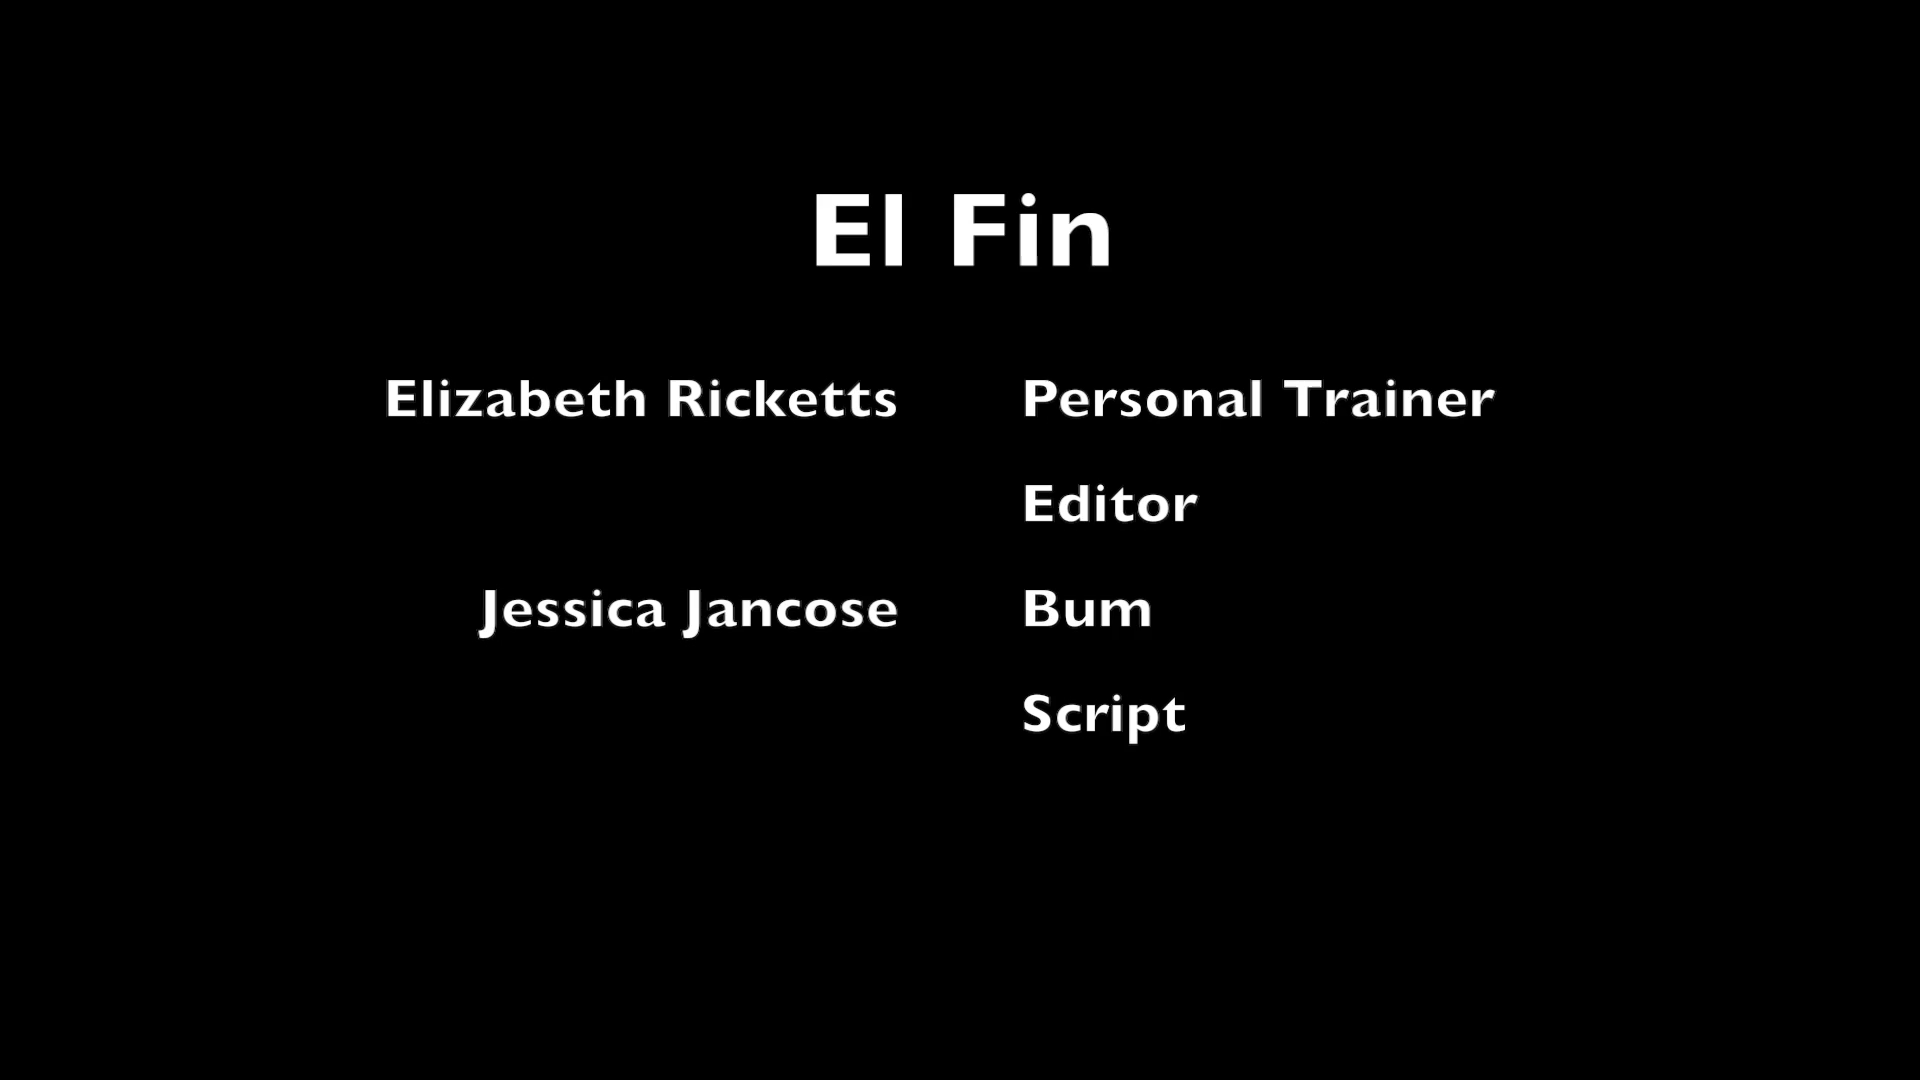 El Fin
Elizabeth Ricketts Personal Trainer
Editor
Jessica Jancose Bum
Script